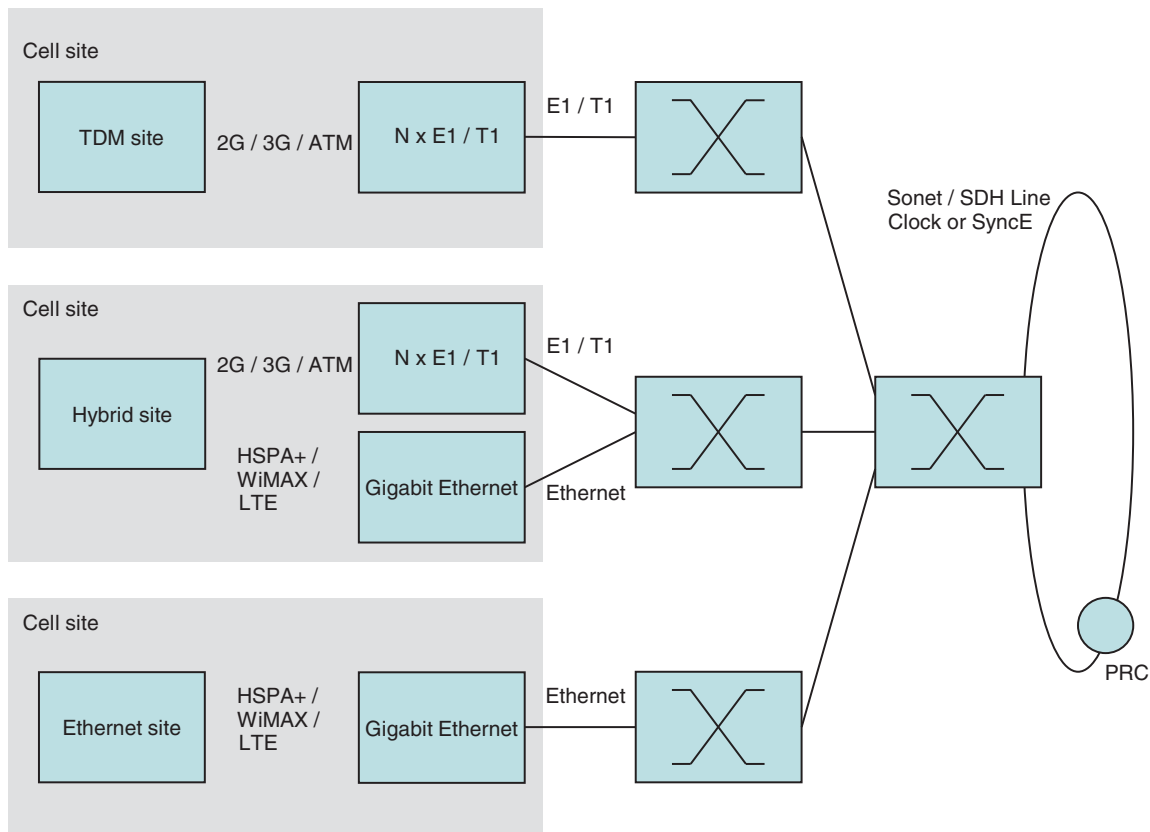 Cell site
TDM site
2G / 3G / ATM
N x E1 / T1
E1 / T1
Sonet / SDH Line
Clock or SyncE
Cell site
Hybrid site
2G / 3G / ATM
N x E1 / T1
E1 / T1
HSPA+ /
WiMAX /
LTE
Gigabit Ethernet
Ethernet
Cell site
Ethernet site
HSPA+ /
WiMAX /
LTE
Gigabit Ethernet
Ethernet
PRC